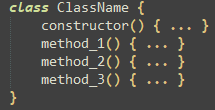 class ClassName {
    constructor() { ... }
    method_1() { ... }
    method_2() { ... }
    method_3() { ... }
}